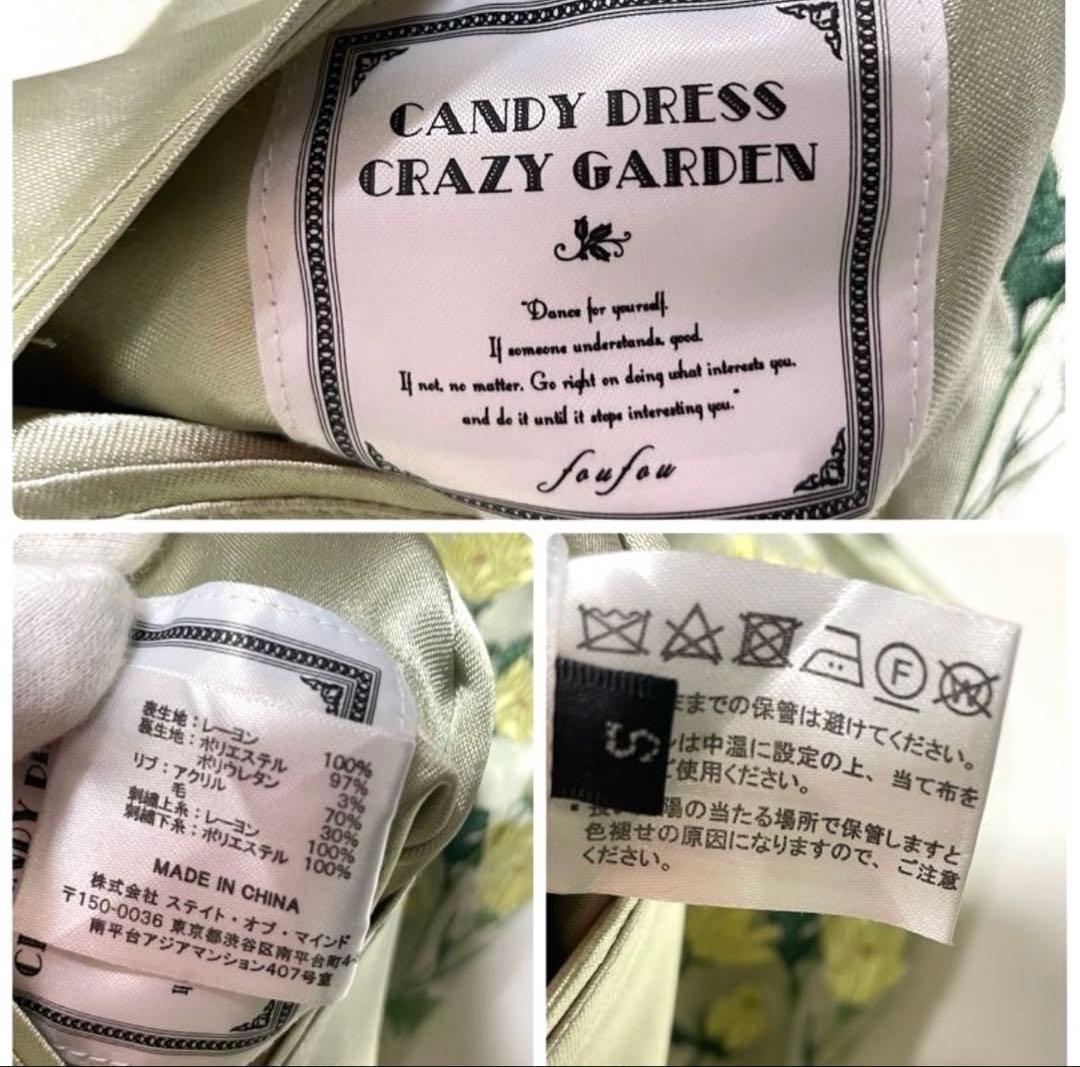 CANDY DRESS
CRAZY GARDEN
"Dance for yourself.
If someone understands, good.
If not, no matter. Go right on doing what interests you,
and do it until it stops interesting you."
foufou
表生地：レーヨン 100%
裏生地：ポリエステル 97%
ポリウレタン 3%
リブ：アクリル 70%
毛 30%
刺繍上糸：レーヨン 100%
刺繍下糸：ポリエステル 100%
MADE IN CHINA
株式会社 ステイト・オブ・マインド
〒150-0036 東京都渋谷区南平台町4-
南平台アジアマンション407号室
F
W
S
ままでの保管は避けてください。
ンは中温に設定の上、当て布を
ご使用ください。
陽の当たる場所で保管しますと
色褪せの原因になりますので、ご注意
ください。